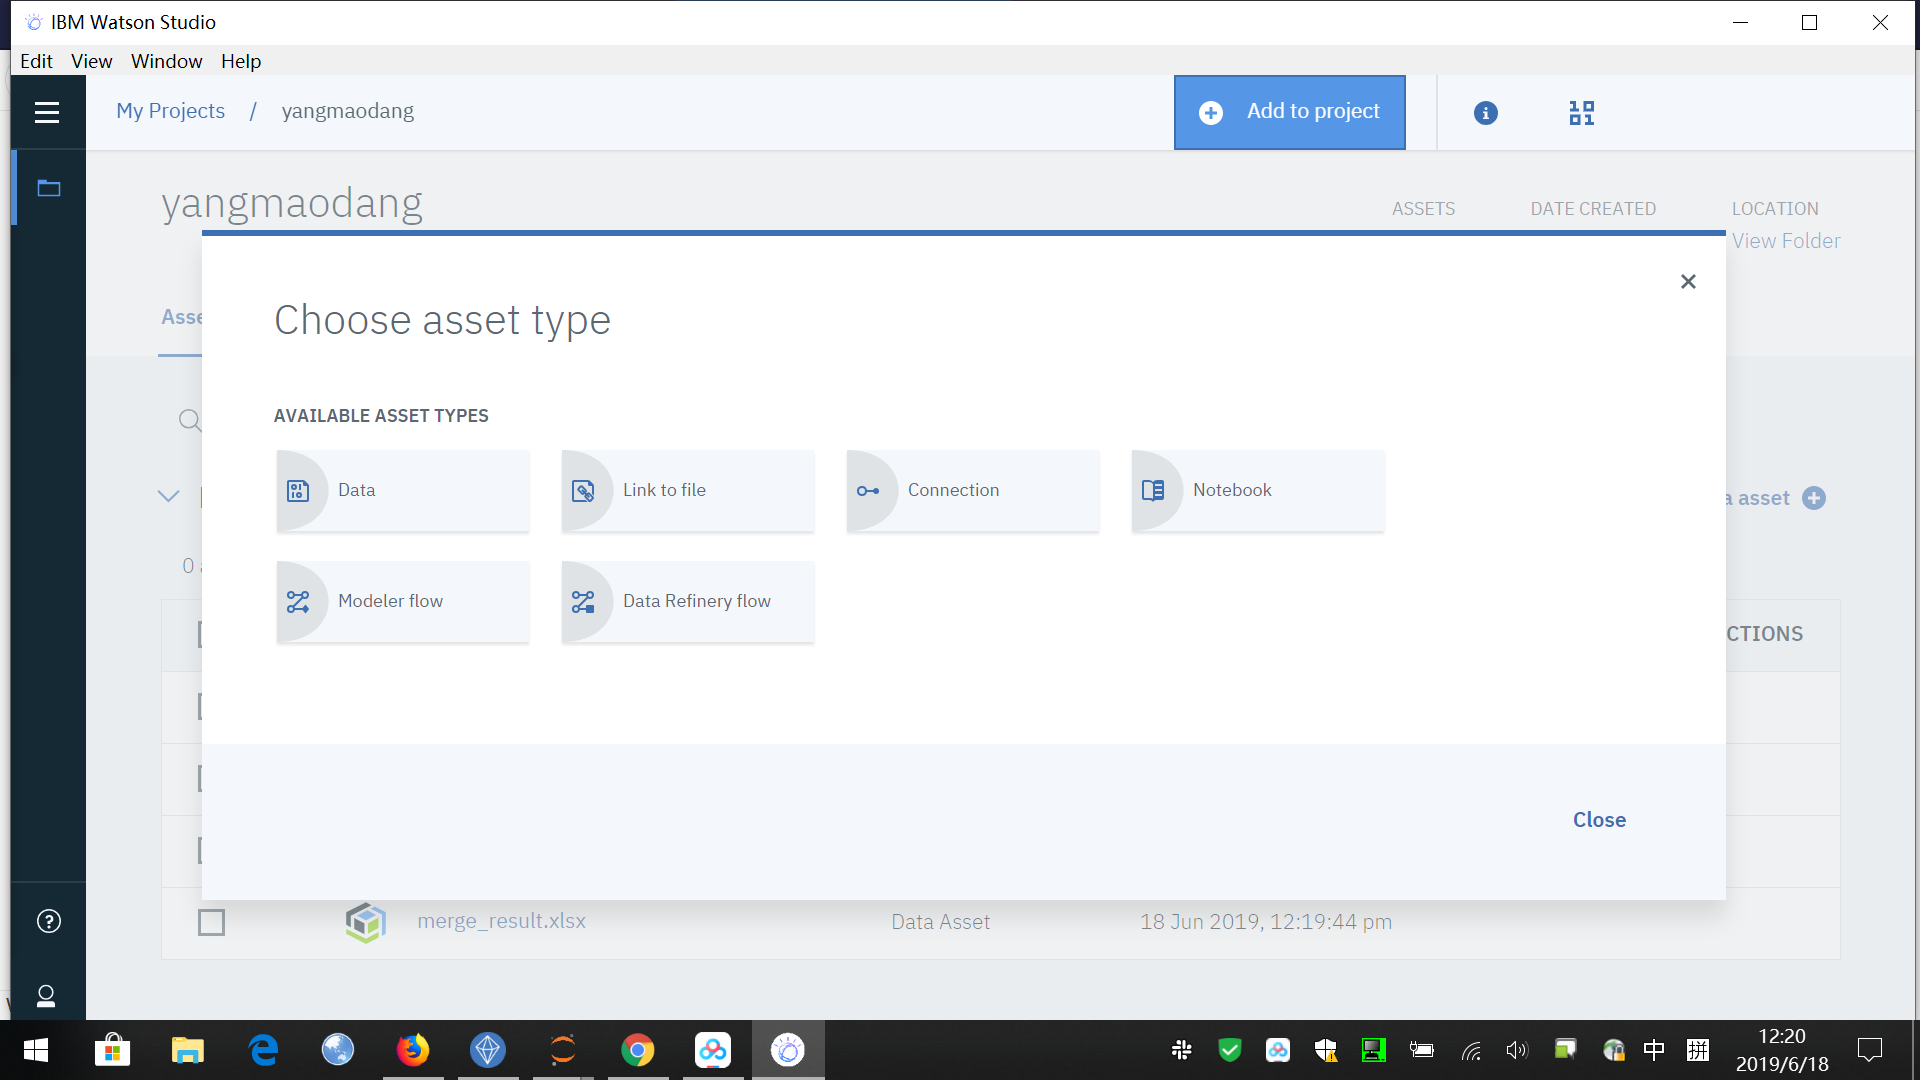 IBM Watson Studio
Edit View Window Help
My Projects / yangmaodang
Add to project
yangmaodang
ASSETS DATE CREATED LOCATION
View Folder
Choose asset type
Asse
AVAILABLE ASSET TYPES
Data Link to file Connection Notebook
a asset
0
Modeler flow Data Refinery flow
CTIONS
Close
merge_result.xlsx Data Asset 18 Jun 2019, 12:19:44 pm
中 拼
12:20
2019/6/18